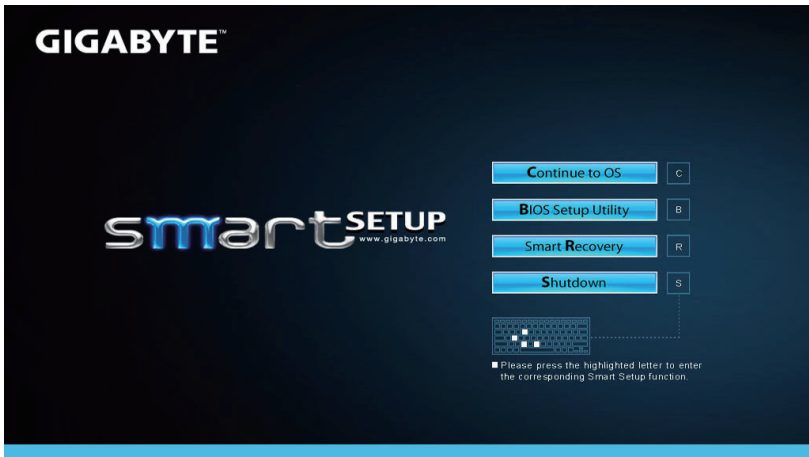 GIGABYTE™
smart SETUP
www.gigabyte.com
Continue to OS C
BIOS Setup Utility B
Smart Recovery R
Shutdown S
Please press the highlighted letter to enter
the corresponding Smart Setup function.